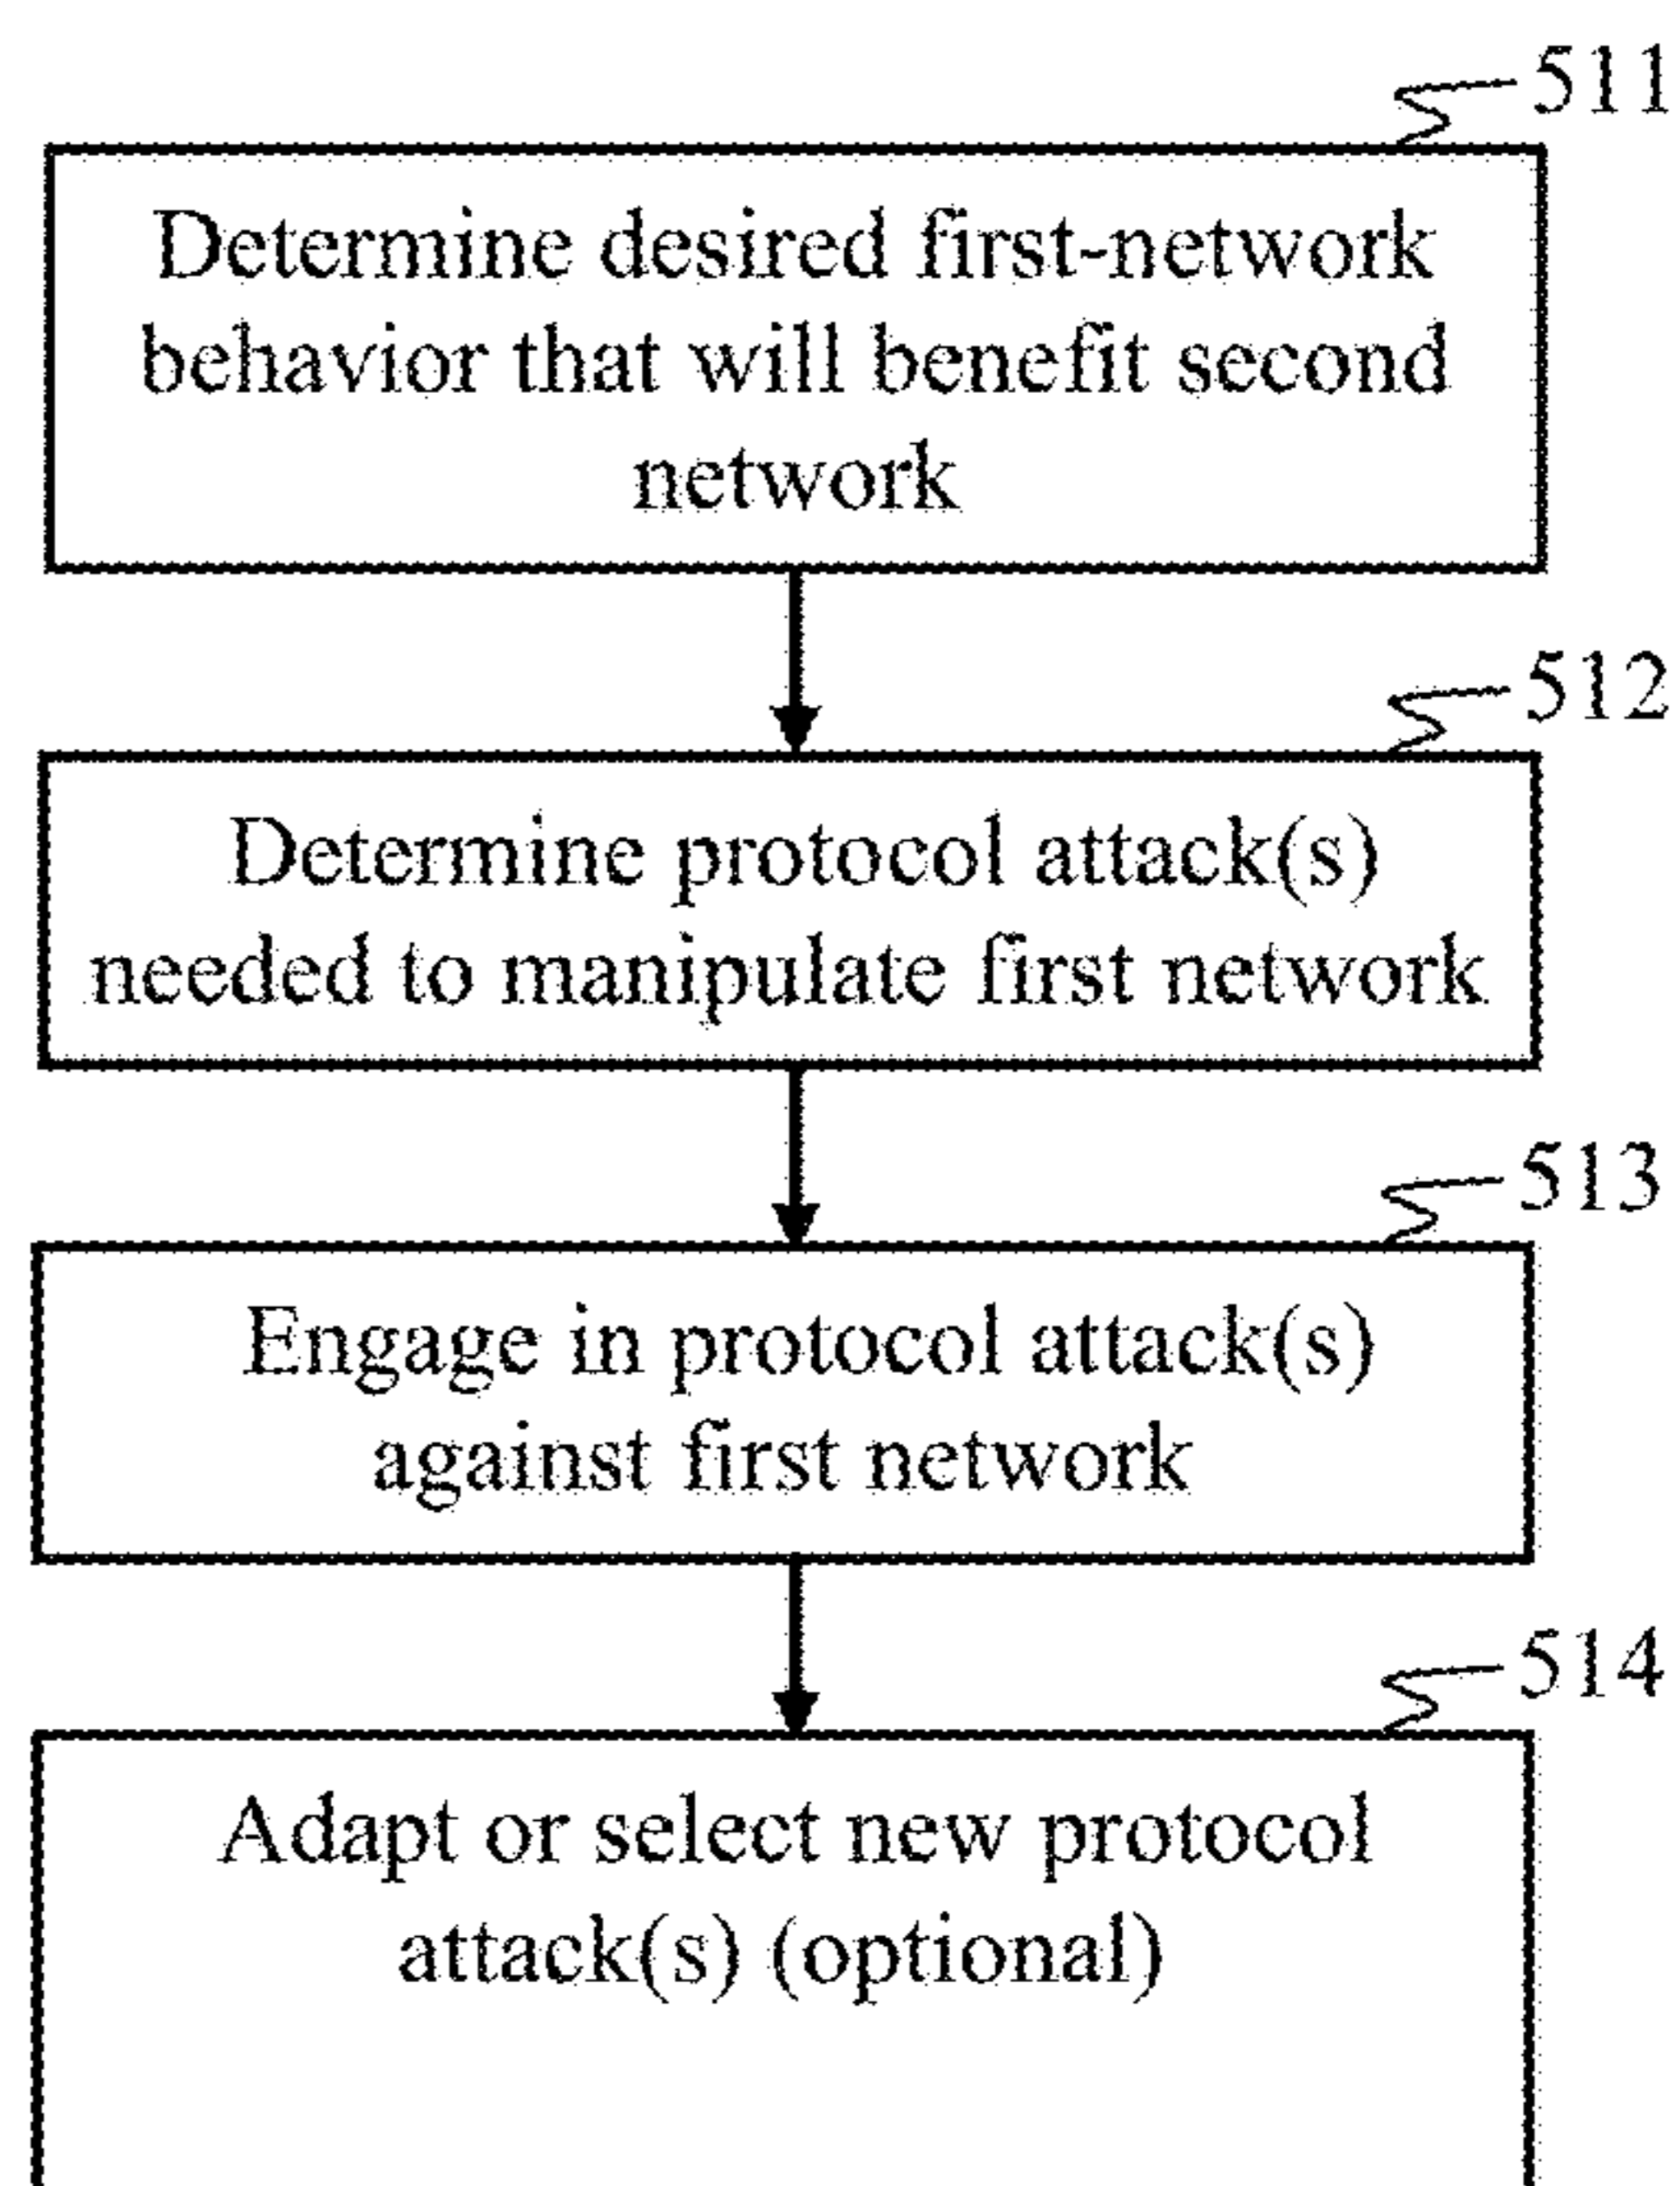 511
Determine desired first-network
behavior that will benefit second
network
512
Determine protocol attack(s)
needed to manipulate first network
513
Engage in protocol attack(s)
against first network
514
Adapt or select new protocol
attack(s) (optional)